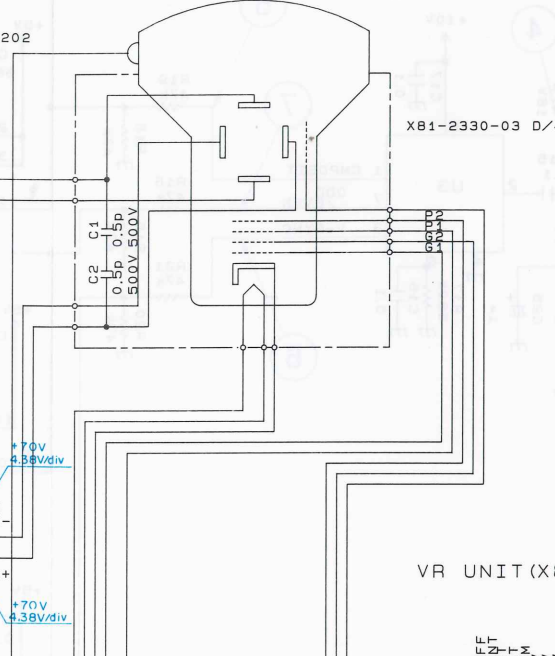 202
X81-2330-03 D/
C1
0.5p
500V
C2
0.5p
500V
P2
P1
G2
G1
+70V
4.38V/div
-
+
+70V
4.38V/div
VR UNIT (X